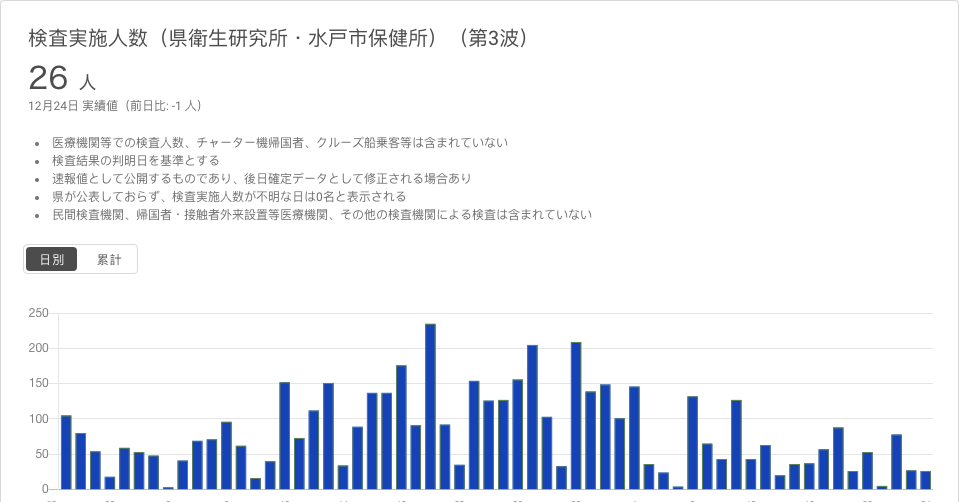 検査実施人数（県衛生研究所・水戸市保健所）（第3波）
26 人
12月24日 実績値（前日比: -1 人）
• 医療機関等での検査人数、チャーター機帰国者、クルーズ船乗客等は含まれていない
• 検査結果の判明日を基準とする
• 速報値として公開するものであり、後日確定データとして修正される場合あり
• 県が公表しておらず、検査実施人数が不明な日は0名と表示される
• 民間検査機関、帰国者・接触者外来設置等医療機関、その他の検査機関による検査は含まれていない
日別 累計
250
200
150
100
50
0